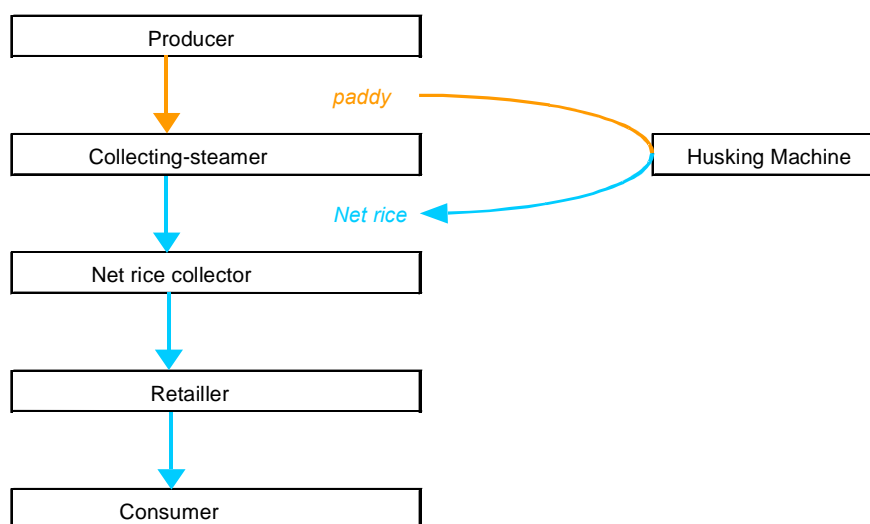 Producer
paddy
Collecting-steamer
Husking Machine
Net rice
Net rice collector
Retailler
Consumer